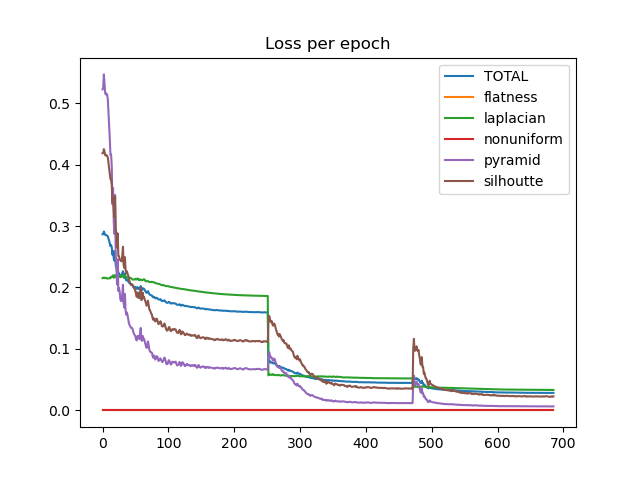 Loss per epoch
TOTAL
flatness
laplacian
nonuniform
pyramid
silhoutte
0.5
0.4
0.3
0.2
0.1
0.0
0 100 200 300 400 500 600 700